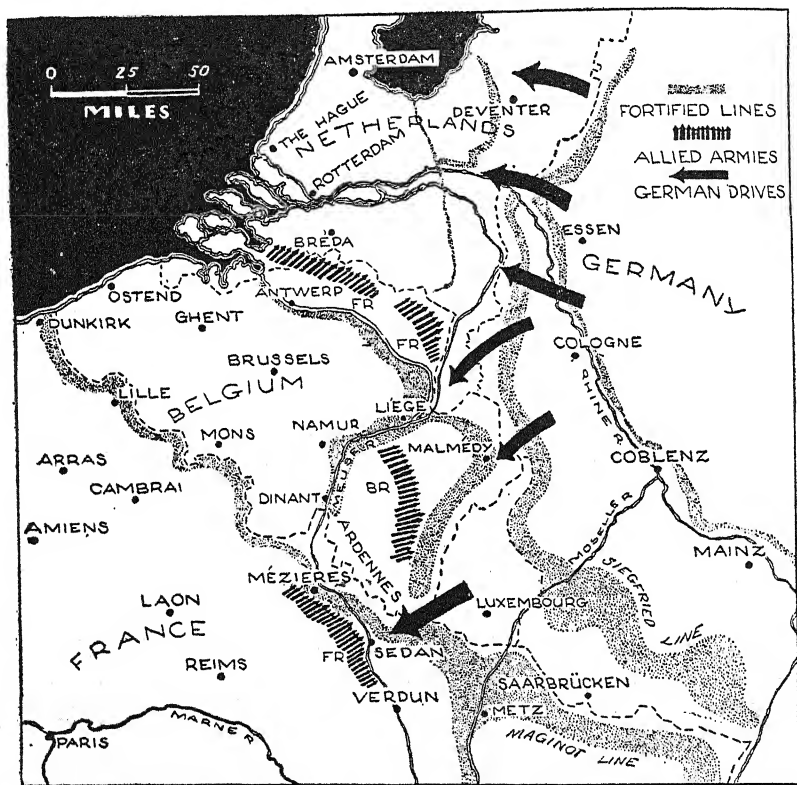 AMSTERDAM
0 25 50
MILES
THE HAGUE
NETHERLANDS
DEVENTER
ROTTERDAM
FORTIFIED LINES
ALLIED ARMIES
GERMAN DRIVES
ESSEN
GERMANY
BREDA
ANTWERP
FR
FR
OSTEND
DUNKIRK
GHENT
BRUSSELS
COLOGNE
RHINE R
LILLE
BELGIUM
LIÉGE
MONS
NAMUR
MEUSE R
MALMEDY
COBLENZ
ARRAS
CAMBRAI
DINANT
BR
AMIENS
ARDENNES
MOSELLE R
MAINZ
MÉZIERES
LAON
LUXEMBOURG
SIEGFRIED
LINE
FRANCE
FR
SEDAN
REIMS
VERDUN
SAARBRÜCKEN
METZ
MARNE R
PARIS
MAGINOT LINE